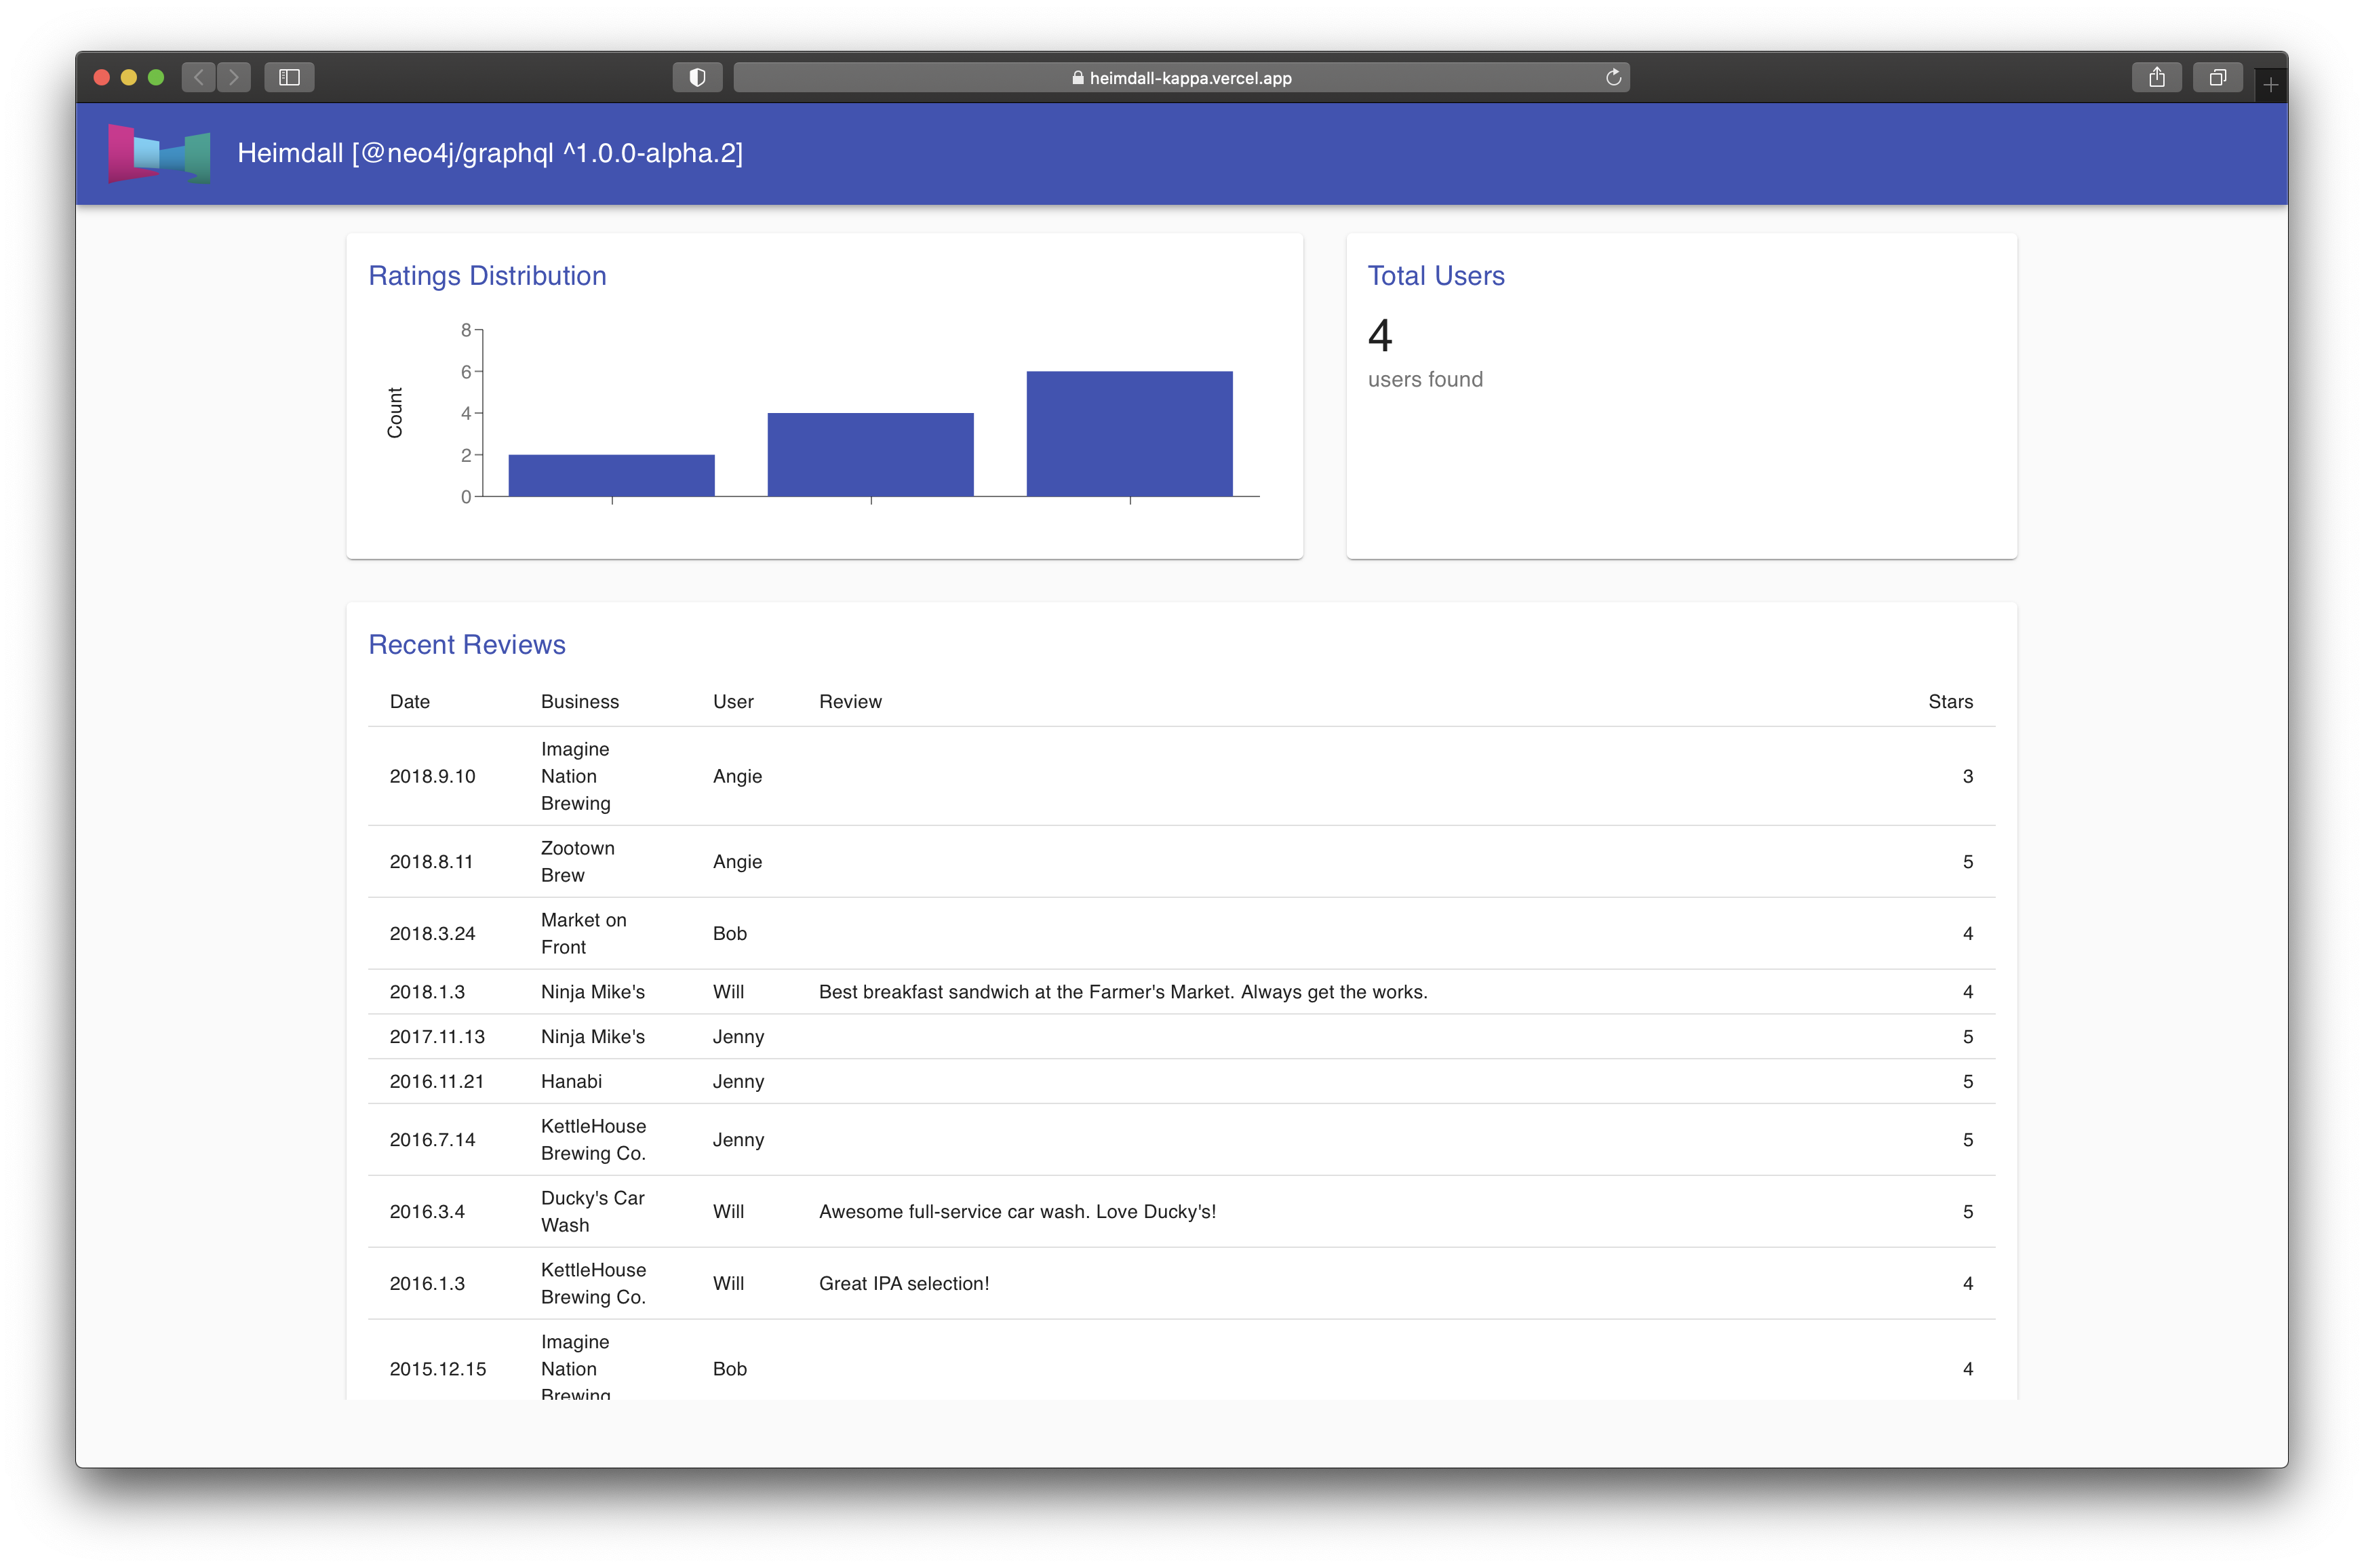 heimdall-kappa.vercel.app
Heimdall [@neo4j/graphql ^1.0.0-alpha.2]
Ratings Distribution
Count
8
6
4
2
0
Total Users
4
users found
Recent Reviews
Date Business User Review Stars
2018.9.10 Imagine Nation Brewing Angie 3
2018.8.11 Zootown Brew Angie 5
2018.3.24 Market on Front Bob 4
2018.1.3 Ninja Mike's Will Best breakfast sandwich at the Farmer's Market. Always get the works. 4
2017.11.13 Ninja Mike's Jenny 5
2016.11.21 Hanabi Jenny 5
2016.7.14 KettleHouse Brewing Co. Jenny 5
2016.3.4 Ducky's Car Wash Will Awesome full-service car wash. Love Ducky's! 5
2016.1.3 KettleHouse Brewing Co. Will Great IPA selection! 4
2015.12.15 Imagine Nation Brewing Bob 4